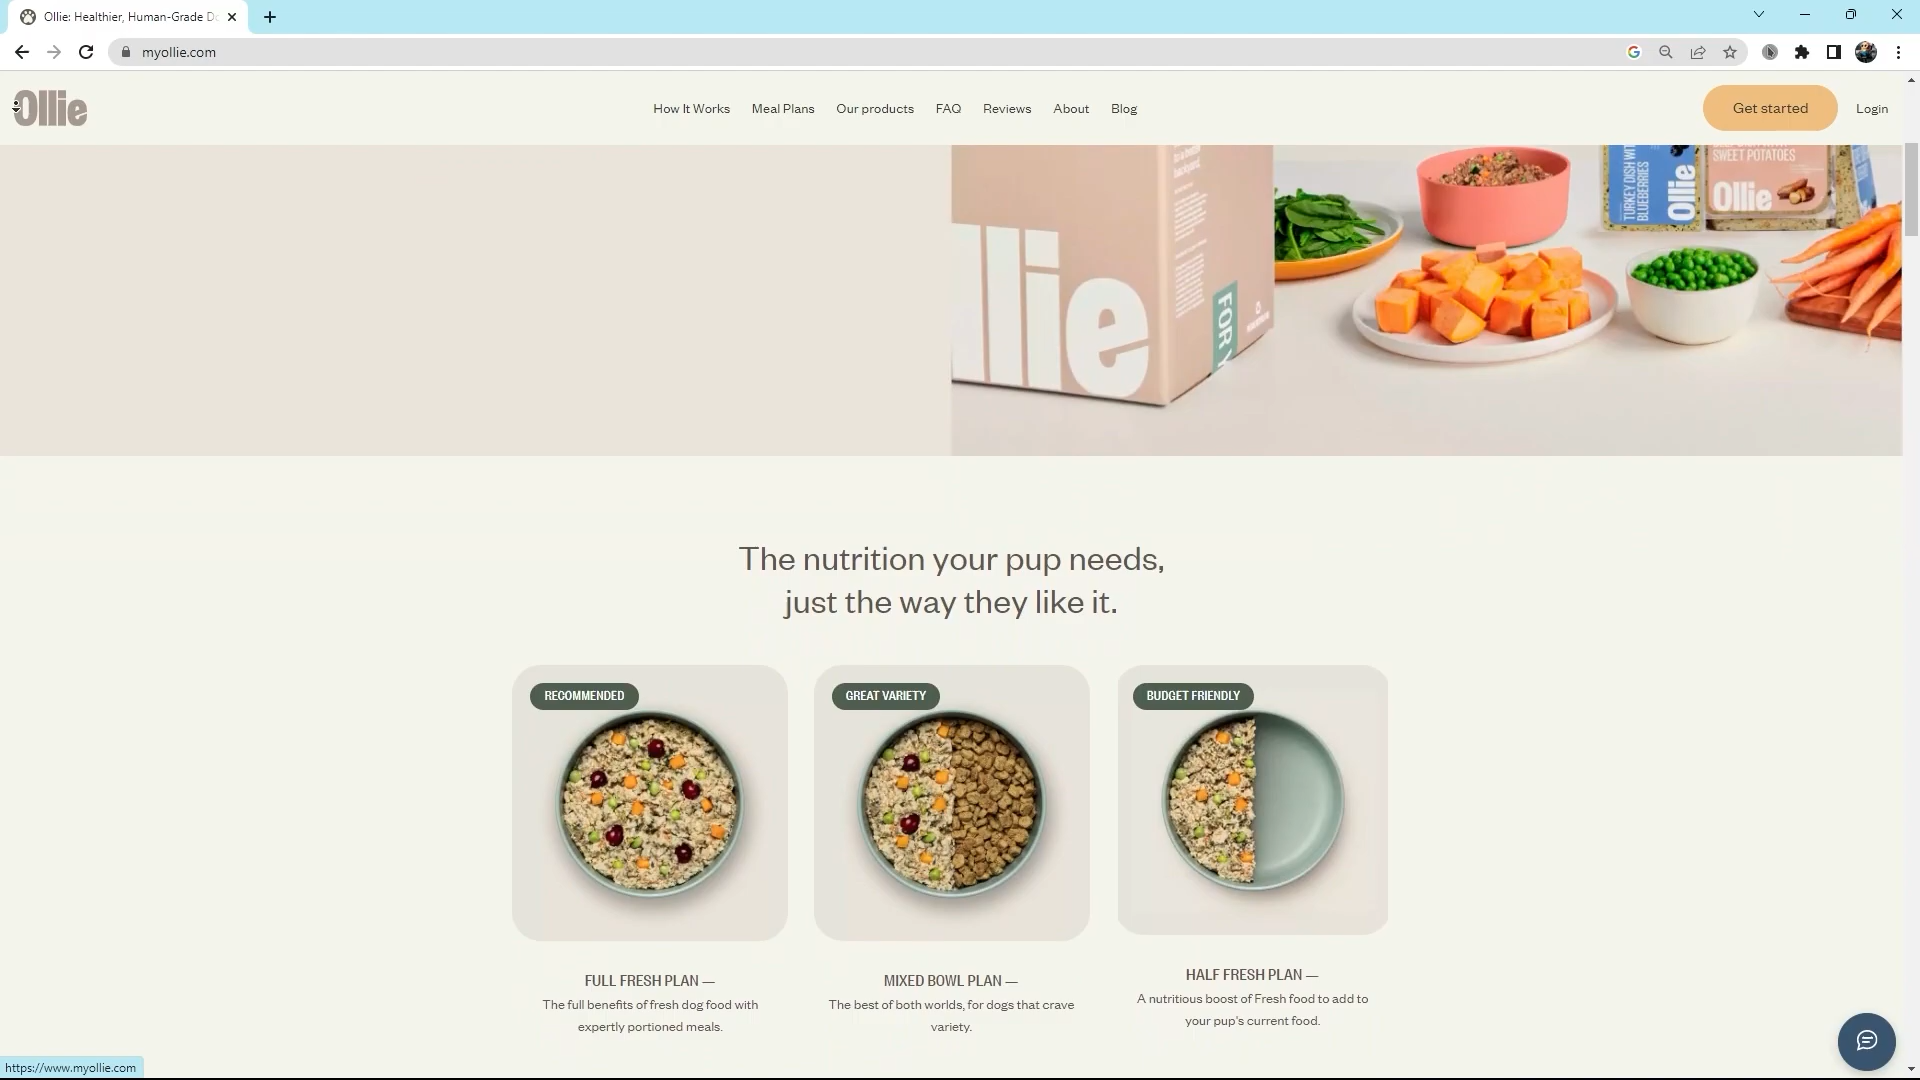 Ollie: Healthier, Human-Grade Do
myollie.com
Ollie
How It Works
Meal Plans
Our products
FAQ
Reviews
About
Blog
Get started
Login
llie
FOR Y
TURKEY DISH WIT
BLUEBERRIES
Ollie
SWEET POTATOES
Ollie
The nutrition your pup needs,
just the way they like it.
RECOMMENDED
GREAT VARIETY
BUDGET FRIENDLY
FULL FRESH PLAN —
The full benefits of fresh dog food with
expertly portioned meals.
MIXED BOWL PLAN —
The best of both worlds, for dogs that crave
variety.
HALF FRESH PLAN —
A nutritious boost of Fresh food to add to
your pup's current food.
https://www.myollie.com